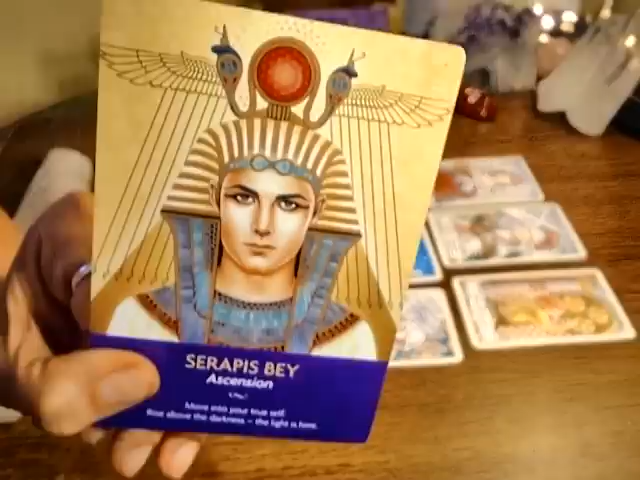 SERAPIS BEY
Ascension
Move into your true self.
Rise above the darkness – the light is here.